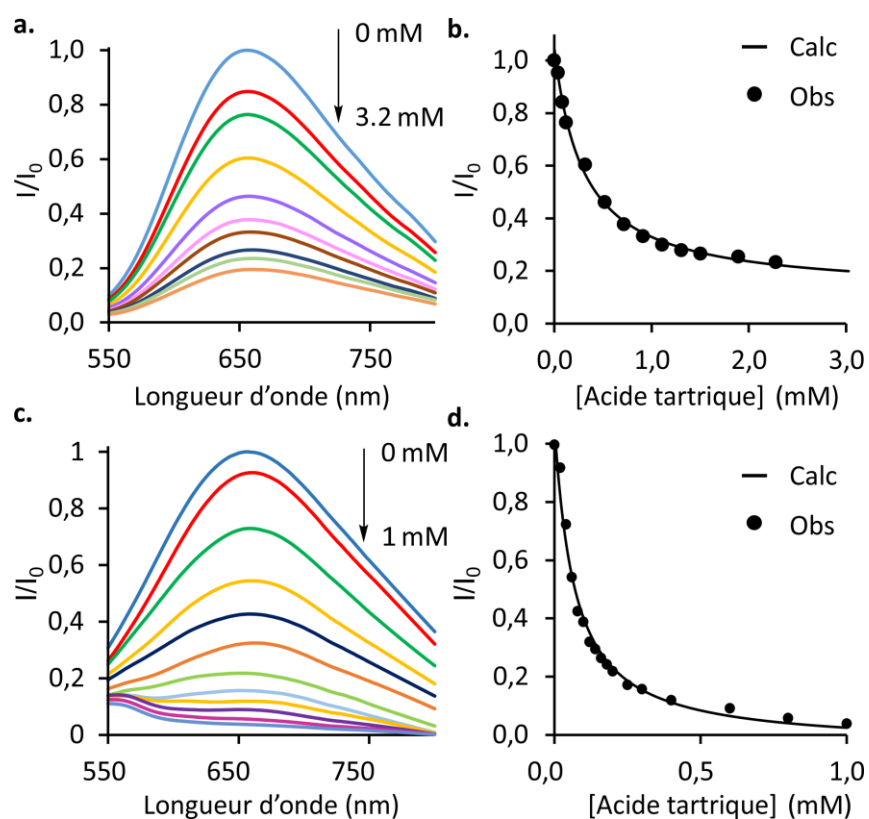 a.
0 mM
3.2 mM
I/I0
1,0
0,8
0,6
0,4
0,2
0,0
550
650
750
Longueur d'onde (nm)
b.
Calc
Obs
I/I0
1,0
0,8
0,6
0,4
0,2
0,0
0,0
1,0
2,0
3,0
[Acide tartrique] (mM)
c.
0 mM
1 mM
I/I0
1
0,8
0,6
0,4
0,2
0
550
650
750
Longueur d'onde (nm)
d.
Calc
Obs
I/I0
1,0
0,8
0,6
0,4
0,2
0,0
0,0
0,5
1,0
[Acide tartrique] (mM)